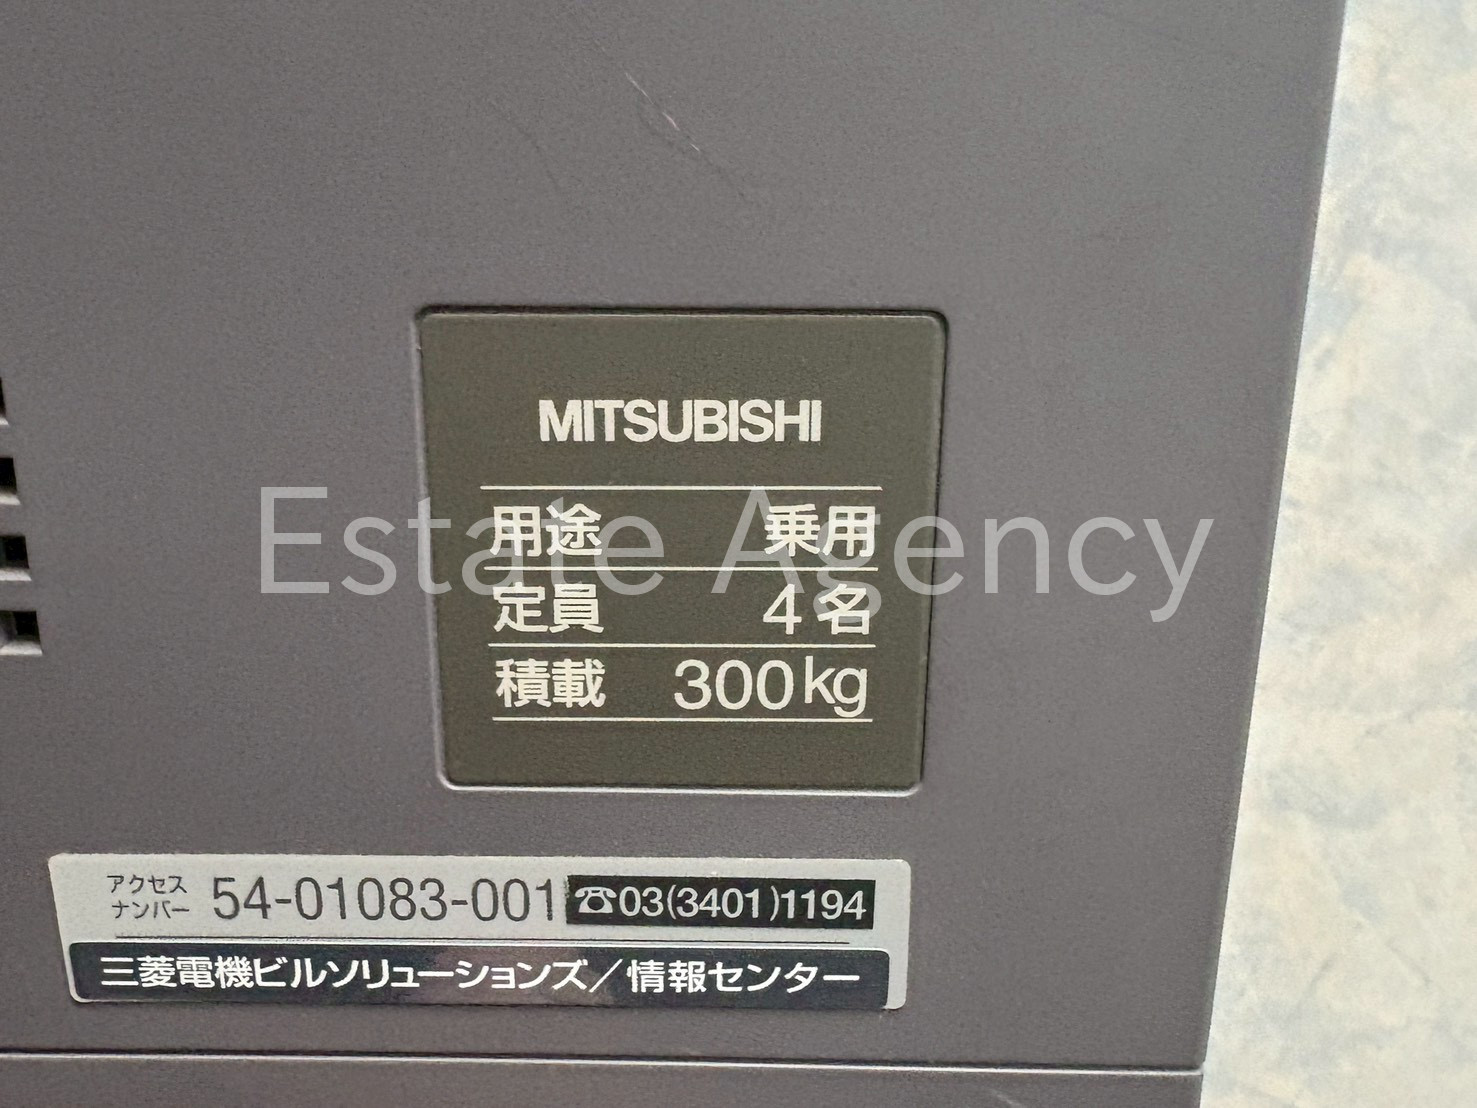 MITSUBISHI
用途 乗用
定員 4名
積載 300kg
Estate Agency
アクセス
ナンバー 54-01083-001 ☎03(3401)1194
三菱電機ビルソリューションズ/情報センター